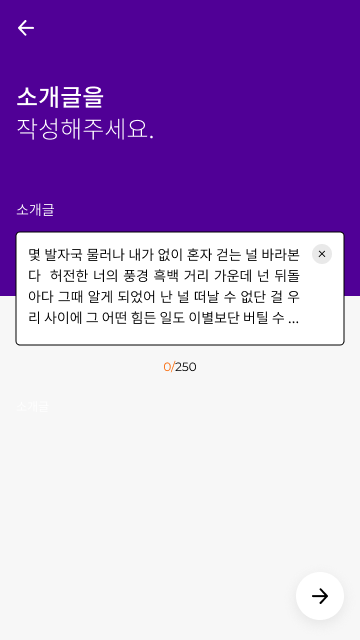 소개글을
작성해주세요.
소개글
몇 발자국 물러나 내가 없이 혼자 걷는 널 바라본
다 허전한 너의 풍경 흑백 거리 가운데 넌 뒤돌
아다 그때 알게 되었어 난 널 떠날 수 없단 걸 우
리 사이에 그 어떤 힘든 일도 이별보단 버틸 수 ...
0/250
소개글